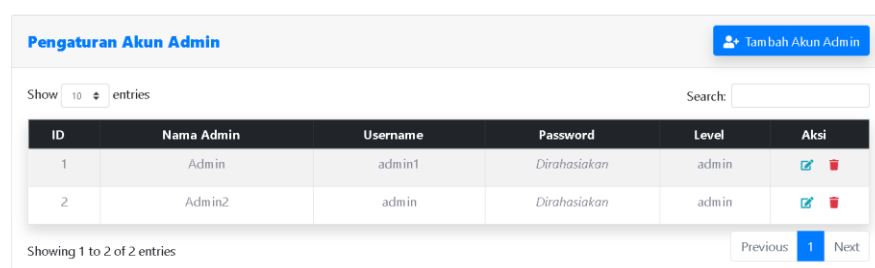 Pengaturan Akun Admin Tambah Akun Admin
Show 10 entries Search:
ID Nama Admin Username Password Level Aksi
1 Admin admin1 Dirahasiakan admin
2 Admin2 admin Dirahasiakan admin
Showing 1 to 2 of 2 entries Previous 1 Next